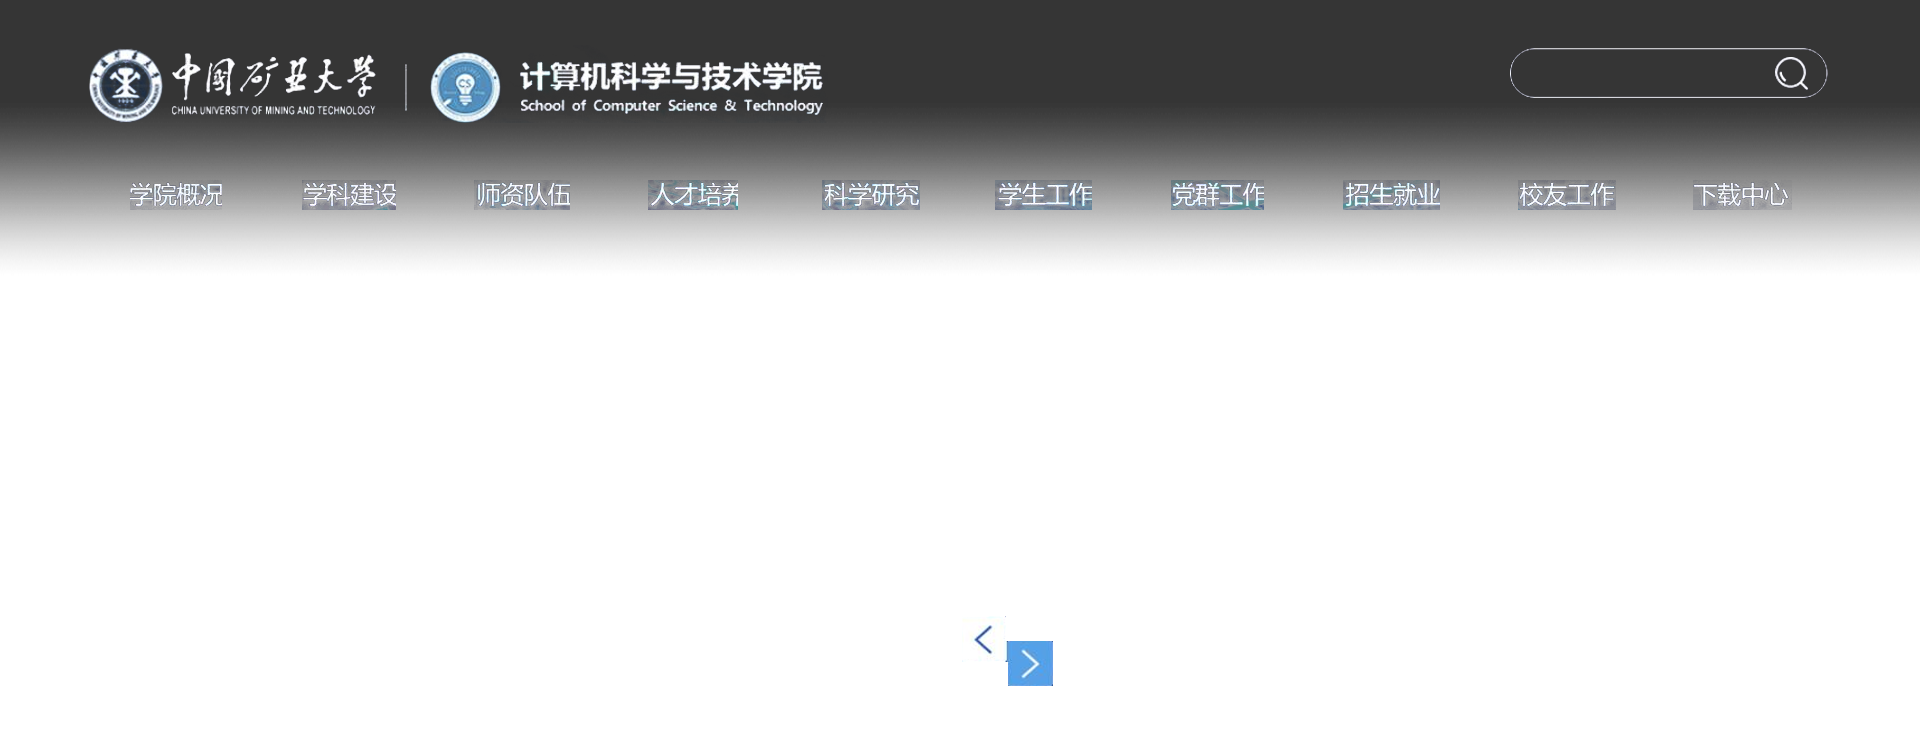 中国矿业大学
CHINA UNIVERSITY OF MINING AND TECHNOLOGY
CS
计算机科学与技术学院
School of Computer Science & Technology
学院概况 学科建设 师资队伍 人才培养 科学研究 学生工作 党群工作 招生就业 校友工作 下载中心